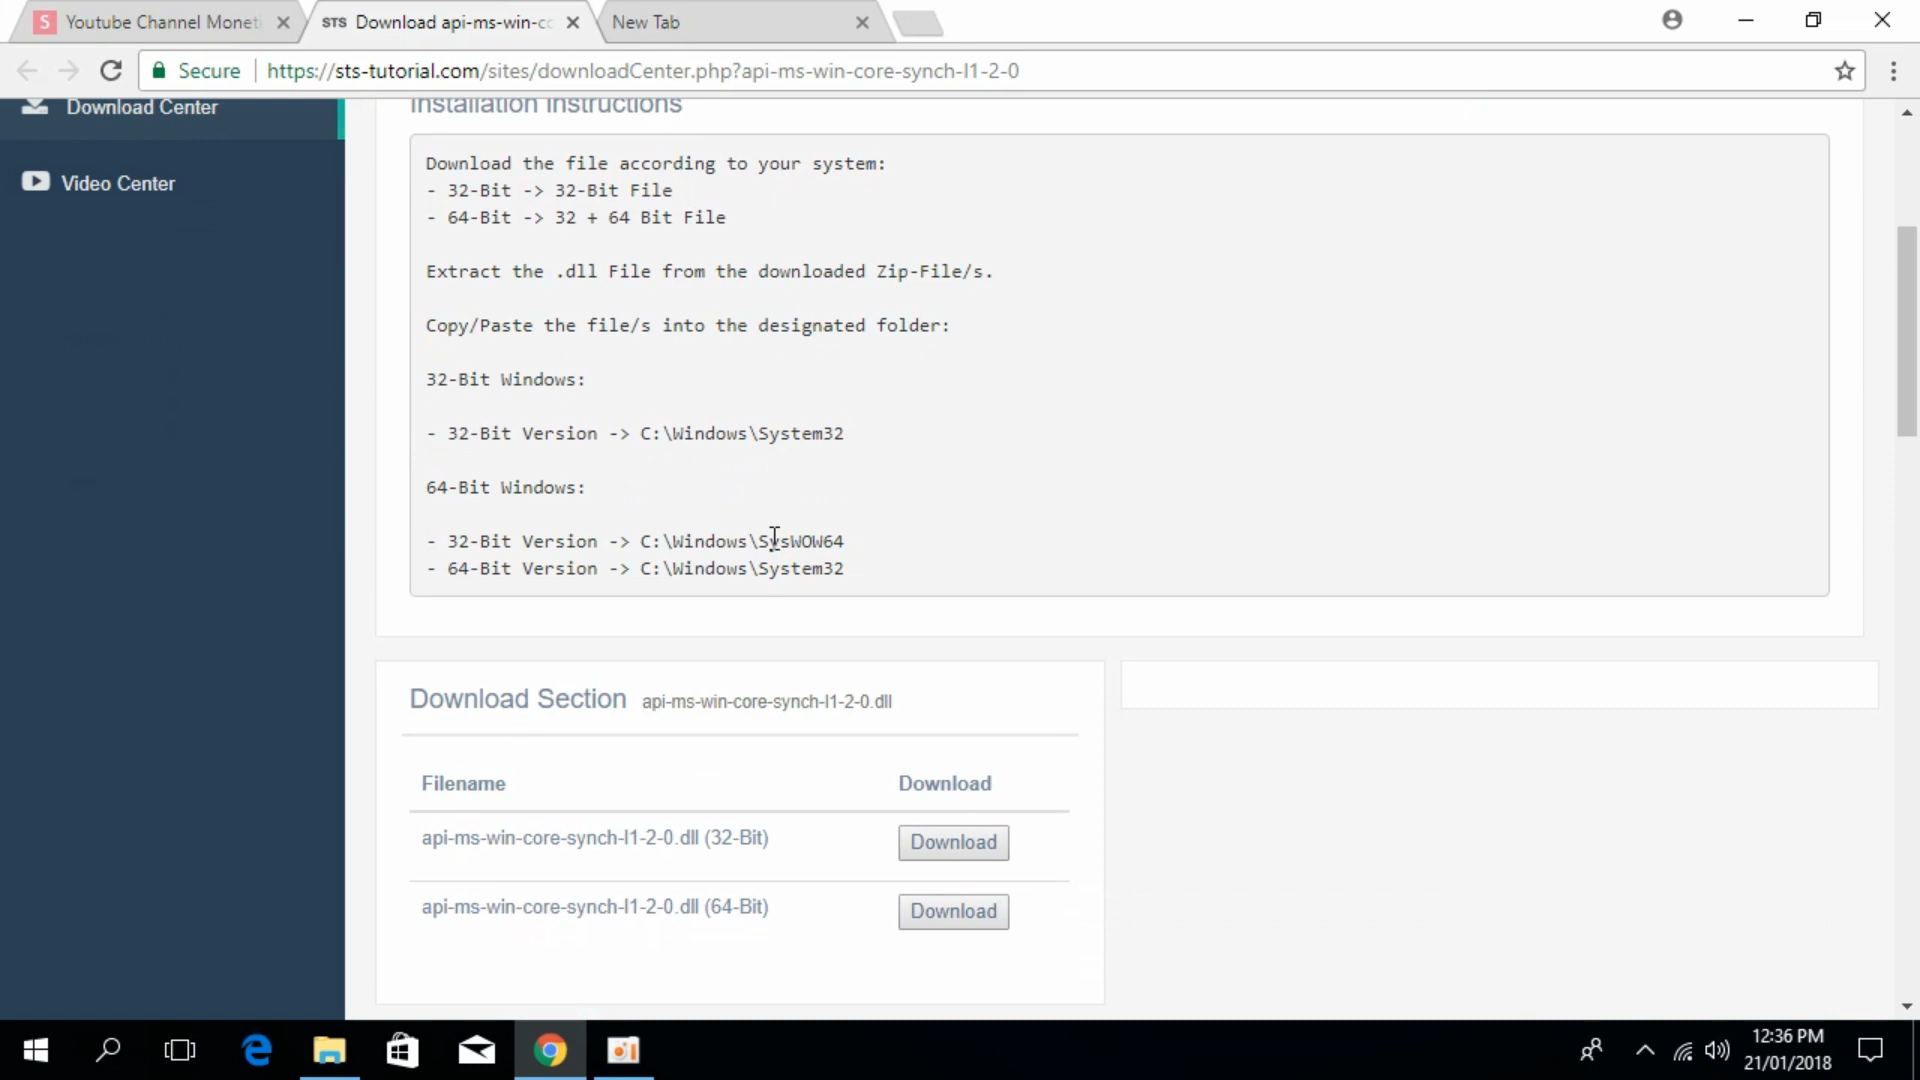 S Youtube Channel Monet
STS Download api-ms-win-co
New Tab
Secure https://sts-tutorial.com/sites/downloadCenter.php?api-ms-win-core-synch-l1-2-0
Download Center
Video Center
Installation Instructions
Download the file according to your system:
- 32-Bit -> 32-Bit File
- 64-Bit -> 32 + 64 Bit File
Extract the .dll File from the downloaded Zip-File/s.
Copy/Paste the file/s into the designated folder:
32-Bit Windows:
- 32-Bit Version -> C:\Windows\System32
64-Bit Windows:
- 32-Bit Version -> C:\Windows\SysWOW64
- 64-Bit Version -> C:\Windows\System32
Download Section api-ms-win-core-synch-l1-2-0.dll
Filename Download
api-ms-win-core-synch-l1-2-0.dll (32-Bit) Download
api-ms-win-core-synch-l1-2-0.dll (64-Bit) Download
12:36 PM
21/01/2018